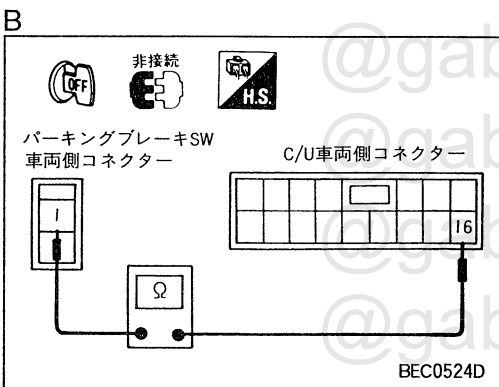 B
OFF
非接続
H.S.
パーキングブレーキSW
車両側コネクター
C/U車両側コネクター
1
16
Ω
BEC0524D
@gab
@gab
@gab
@gab